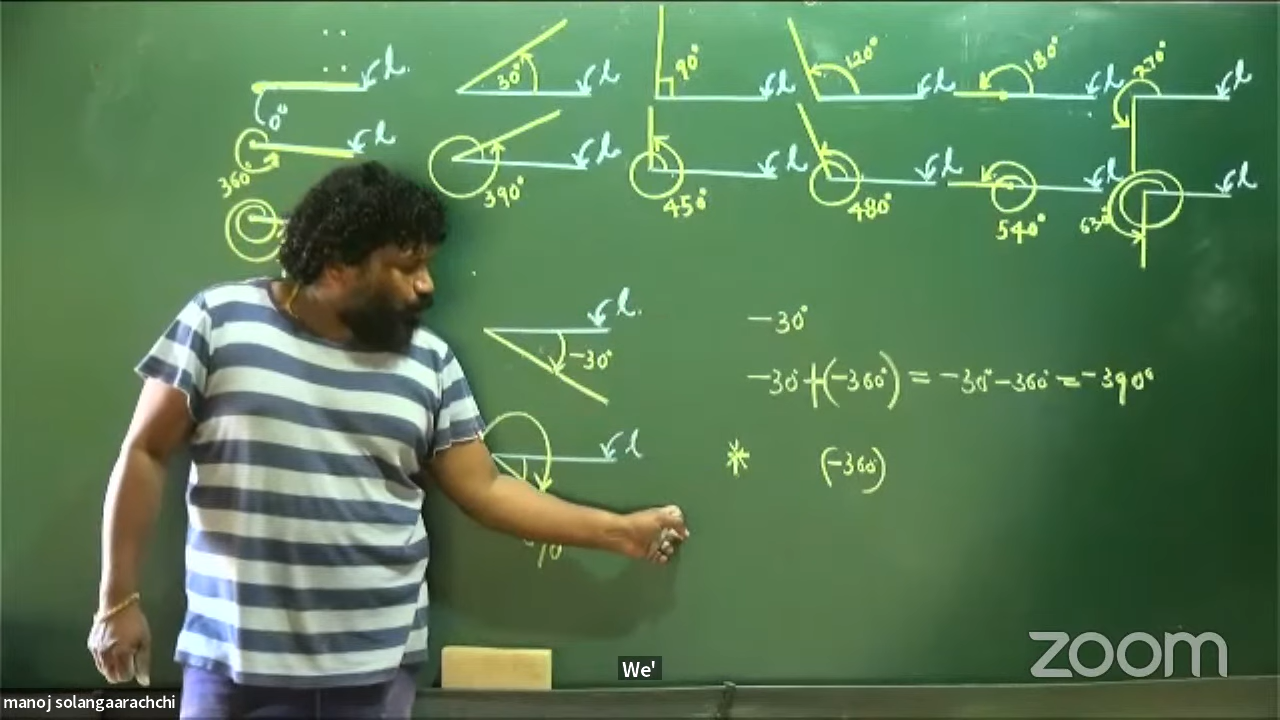 l. 30° l 90° l 120° l 180° l 270° l
0°
360° l 390° l 450° l 480° l 540° l 630° l
l. -30°
-30°
-30°+(-360°) = -30°-360° = -390°
l * (-360°)
zoom
We'
manoj solangaarachchi